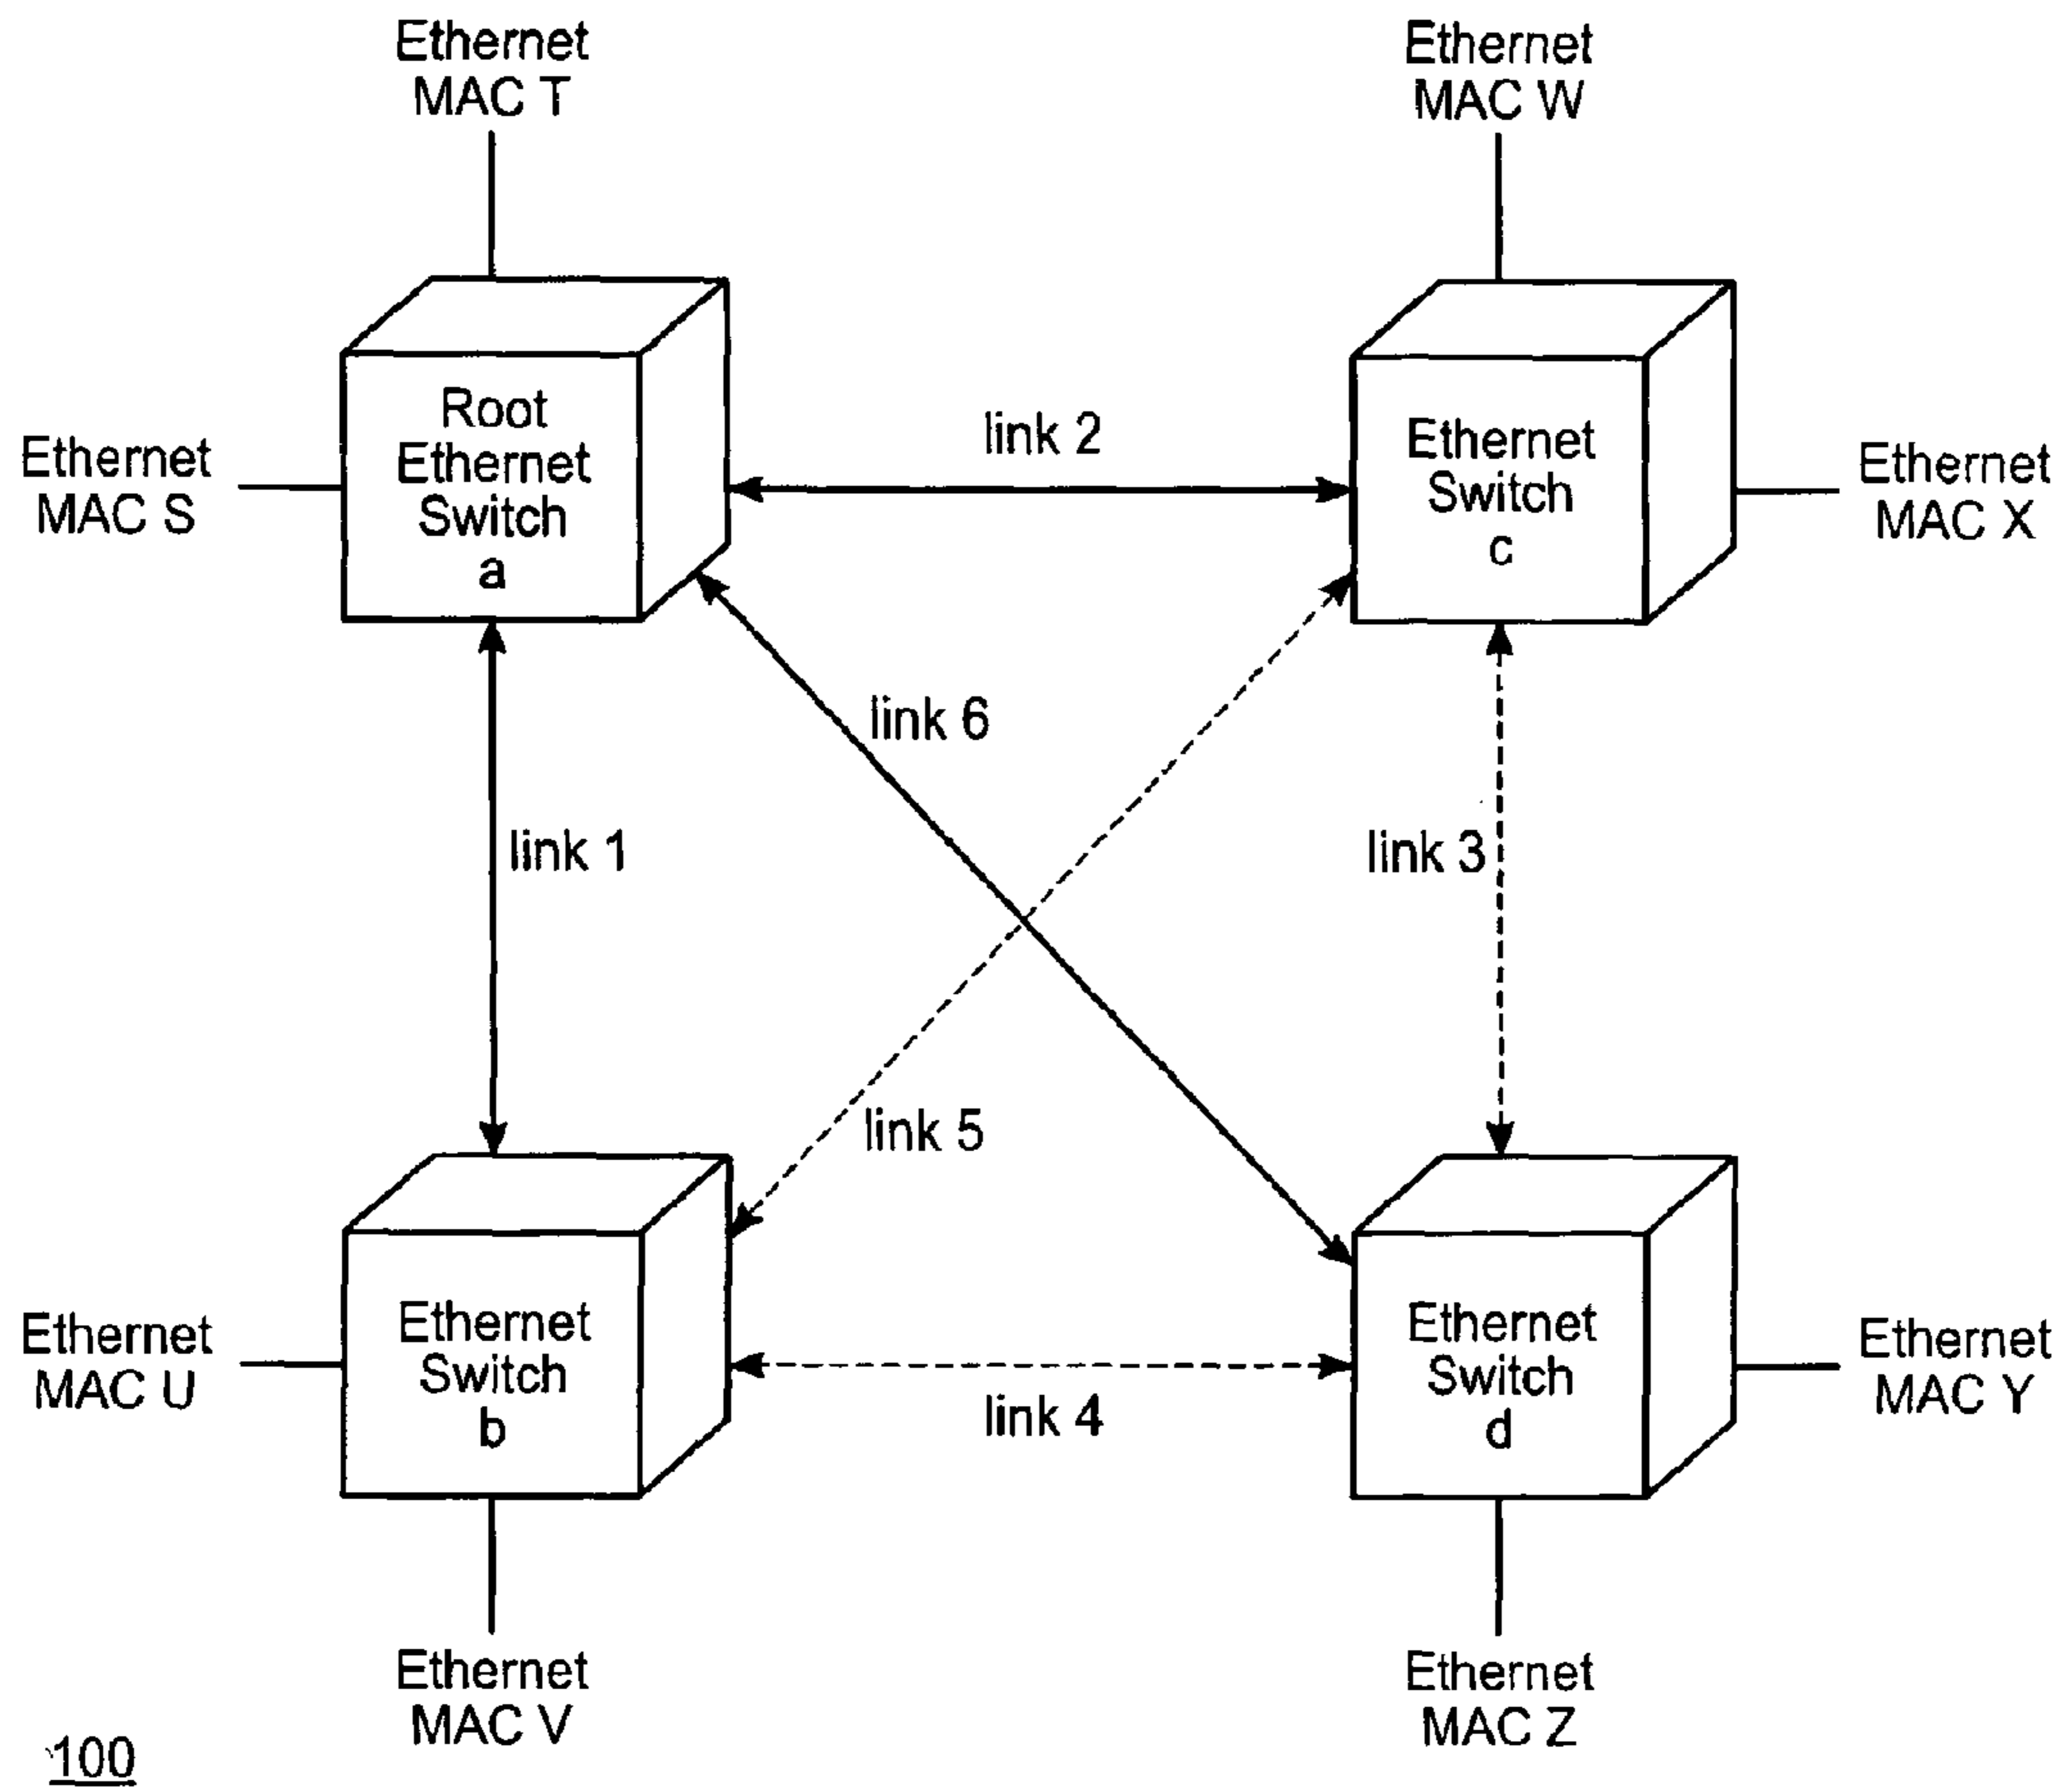 Ethernet
MAC T
Ethernet
MAC W
Root
Ethernet
Switch
a
link 2
Ethernet
Switch
c
Ethernet
MAC S
Ethernet
MAC X
link 6
link 1
link 3
link 5
Ethernet
Switch
b
Ethernet
Switch
d
Ethernet
MAC U
link 4
Ethernet
MAC Y
Ethernet
MAC V
Ethernet
MAC Z
100